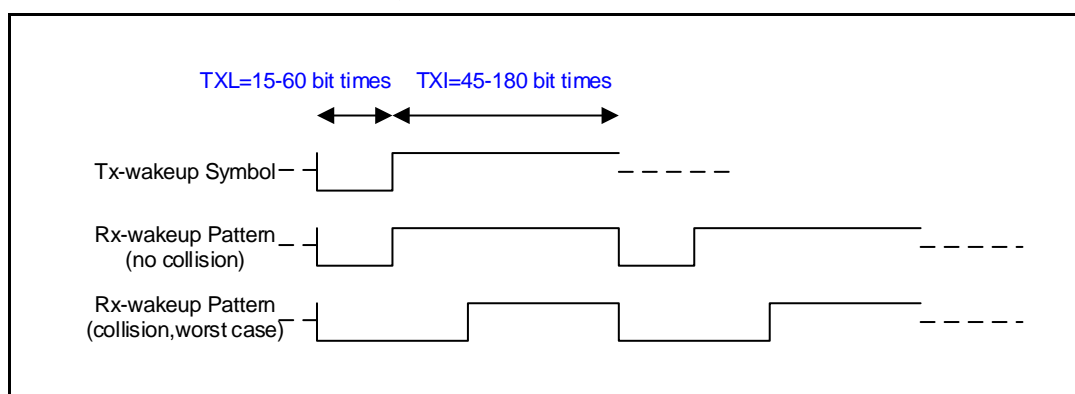 TXL=15-60 bit times TXI=45-180 bit times
Tx-wakeup Symbol
Rx-wakeup Pattern
(no collision)
Rx-wakeup Pattern
(collision,worst case)